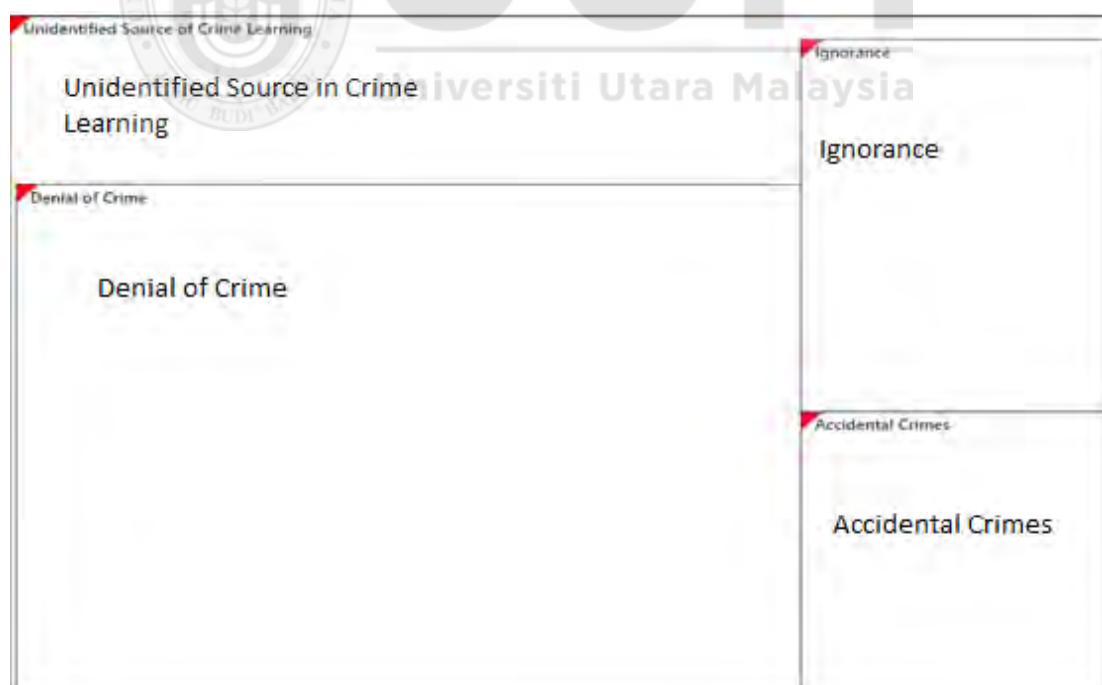 Unidentified Source of Crime Learning
Unidentified Source in Crime
Learning
Universiti Utara Malaysia
Ignorance
Ignorance
Denial of Crime
Denial of Crime
Accidental Crimes
Accidental Crimes